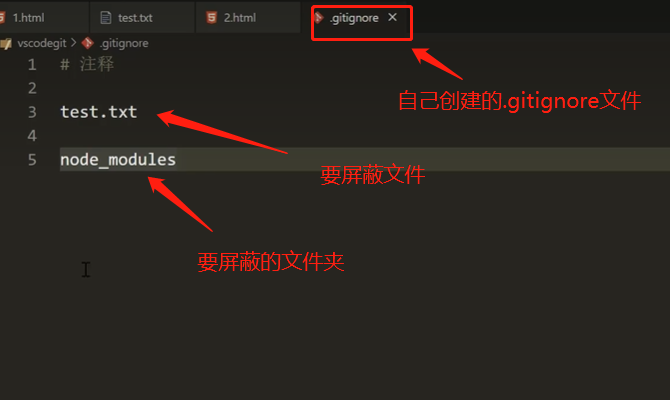 1.html test.txt 2.html .gitignore ×
vscodegit > .gitignore
1 # 注释
2
3 test.txt
4
5 node_modules
自己创建的.gitignore文件
要屏蔽文件
要屏蔽的文件夹